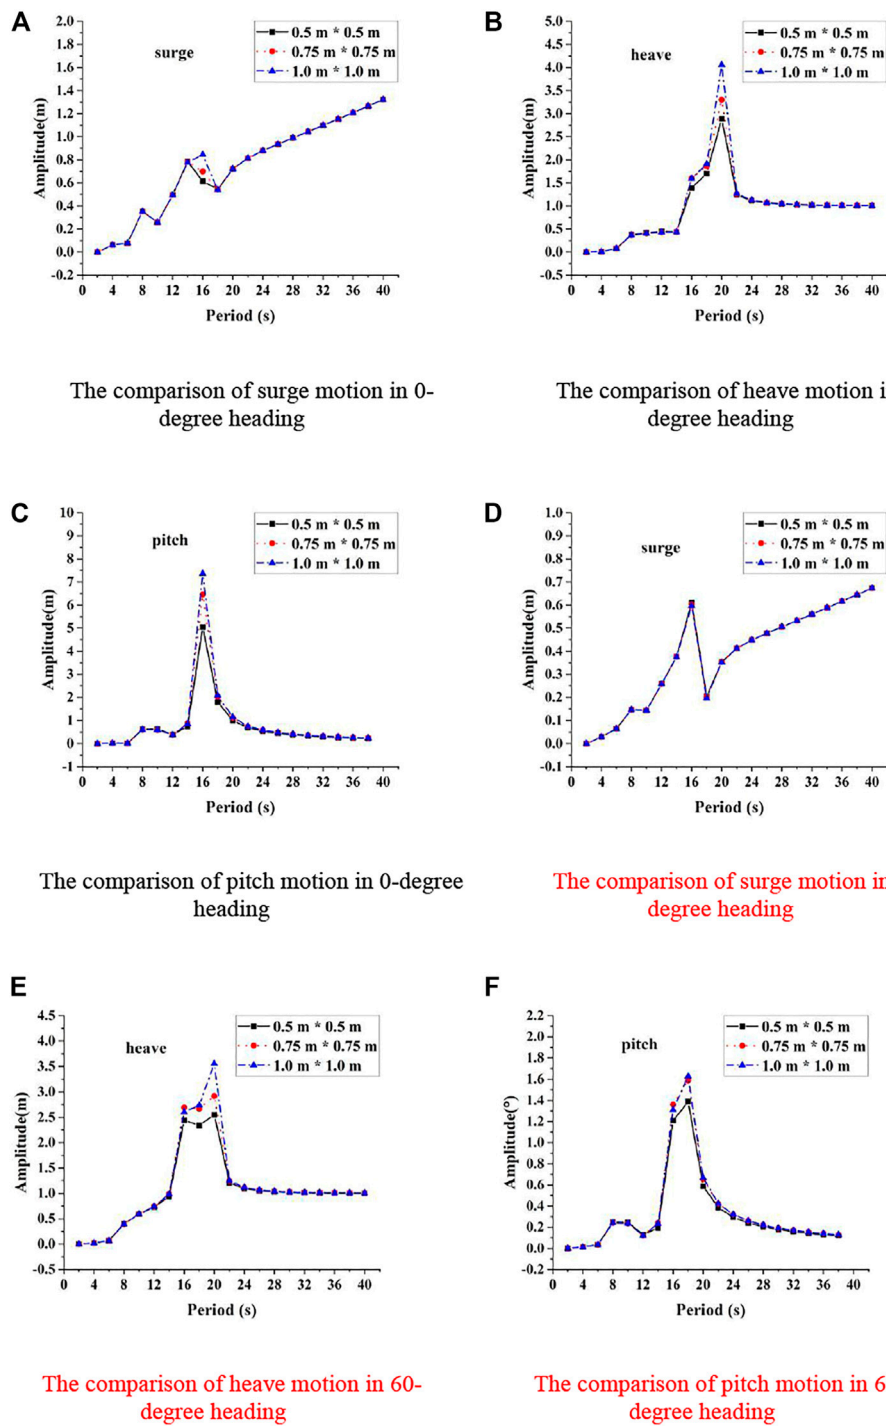 A
surge
0.5 m * 0.5 m
0.75 m * 0.75 m
1.0 m * 1.0 m
Amplitude(m)
2.0
1.8
1.6
1.4
1.2
1.0
0.8
0.6
0.4
0.2
0.0
-0.2
0 4 8 12 16 20 24 28 32 36 40
Period (s)
The comparison of surge motion in 0-
degree heading
B
heave
0.5 m * 0.5 m
0.75 m * 0.75 m
1.0 m * 1.0 m
Amplitude(m)
5.0
4.5
4.0
3.5
3.0
2.5
2.0
1.5
1.0
0.5
0.0
-0.5
0 4 8 12 16 20 24 28 32 36 40
Period (s)
The comparison of heave motion i
degree heading
C
pitch
0.5 m * 0.5 m
0.75 m * 0.75 m
1.0 m * 1.0 m
Amplitude(m)
10
9
8
7
6
5
4
3
2
1
0
-1
0 4 8 12 16 20 24 28 32 36 40
Period (s)
The comparison of pitch motion in 0-degree
heading
D
surge
0.5 m * 0.5 m
0.75 m * 0.75 m
1.0 m * 1.0 m
Amplitude(m)
1.0
0.9
0.8
0.7
0.6
0.5
0.4
0.3
0.2
0.1
0.0
-0.1
0 4 8 12 16 20 24 28 32 36 40
Period (s)
The comparison of surge motion in
degree heading
E
heave
0.5 m * 0.5 m
0.75 m * 0.75 m
1.0 m * 1.0 m
Amplitude(m)
4.5
4.0
3.5
3.0
2.5
2.0
1.5
1.0
0.5
0.0
-0.5
0 4 8 12 16 20 24 28 32 36 40
Period (s)
The comparison of heave motion in 60-
degree heading
F
pitch
0.5 m * 0.5 m
0.75 m * 0.75 m
1.0 m * 1.0 m
Amplitude(°)
2.2
2.0
1.8
1.6
1.4
1.2
1.0
0.8
0.6
0.4
0.2
0.0
-0.2
0 4 8 12 16 20 24 28 32 36 40
Period (s)
The comparison of pitch motion in 6
degree heading